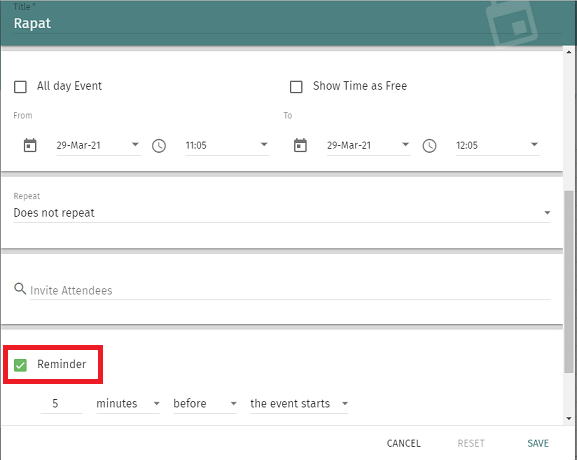 Title *
Rapat
All day Event
Show Time as Free
From
To
29-Mar-21 11:05 29-Mar-21 12:05
Repeat
Does not repeat
Invite Attendees
Reminder
5 minutes before the event starts
CANCEL RESET SAVE